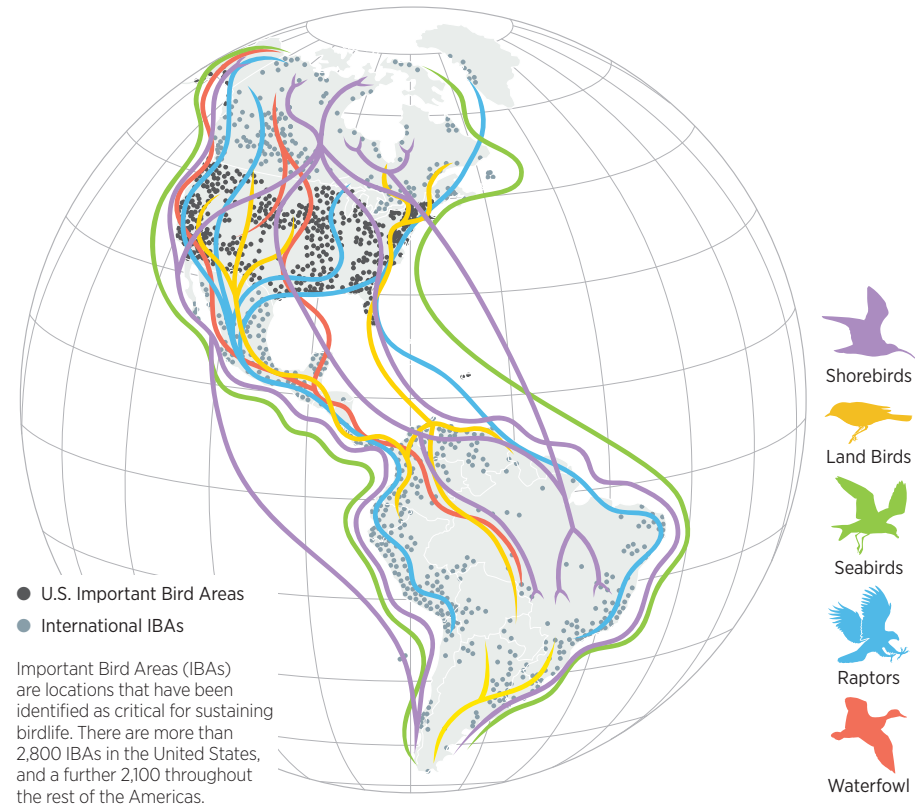 Shorebirds
Land Birds
Seabirds
Raptors
Waterfowl
U.S. Important Bird Areas
International IBAs
Important Bird Areas (IBAs)
are locations that have been
identified as critical for sustaining
birdlife. There are more than
2,800 IBAs in the United States,
and a further 2,100 throughout
the rest of the Americas.